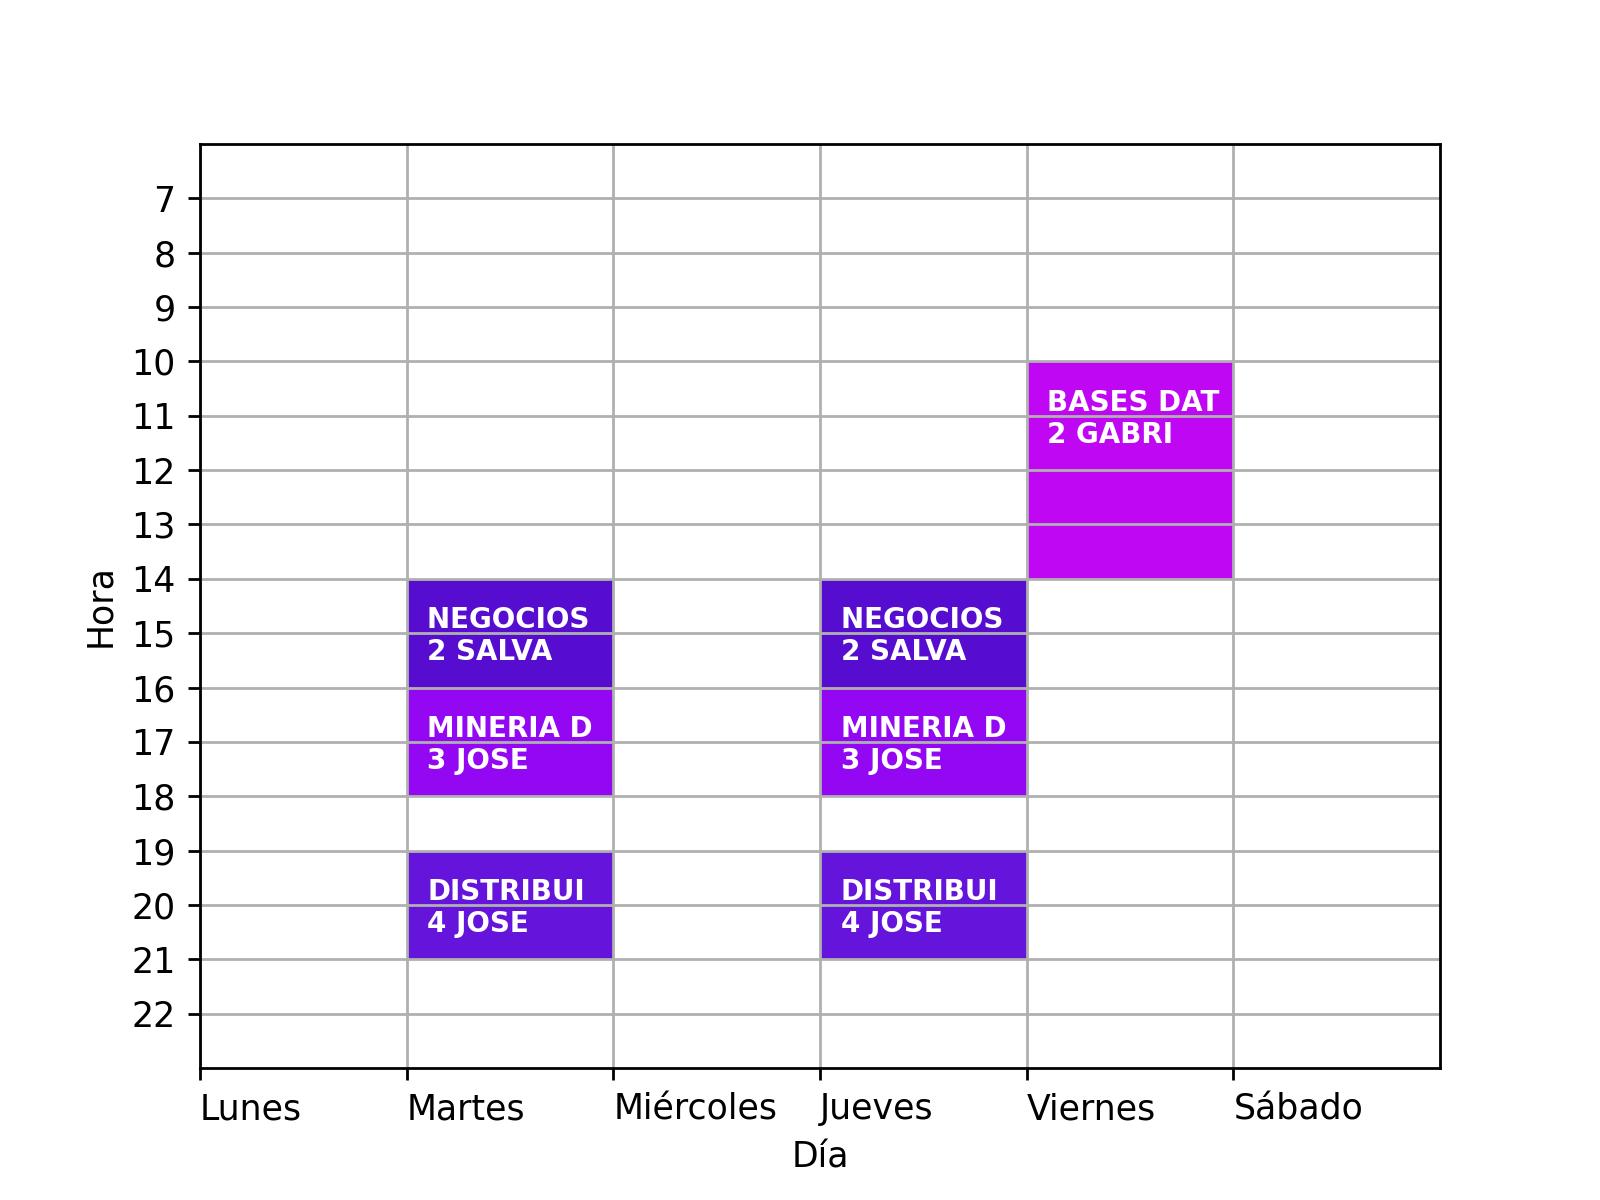 7
8
9
10
11
12
13
14
15
16
17
18
19
20
21
22
Hora
BASES DAT
2 GABRI
NEGOCIOS
2 SALVA
NEGOCIOS
2 SALVA
MINERIA D
3 JOSE
MINERIA D
3 JOSE
DISTRIBUI
4 JOSE
DISTRIBUI
4 JOSE
Lunes Martes Miércoles Jueves Viernes Sábado
Día